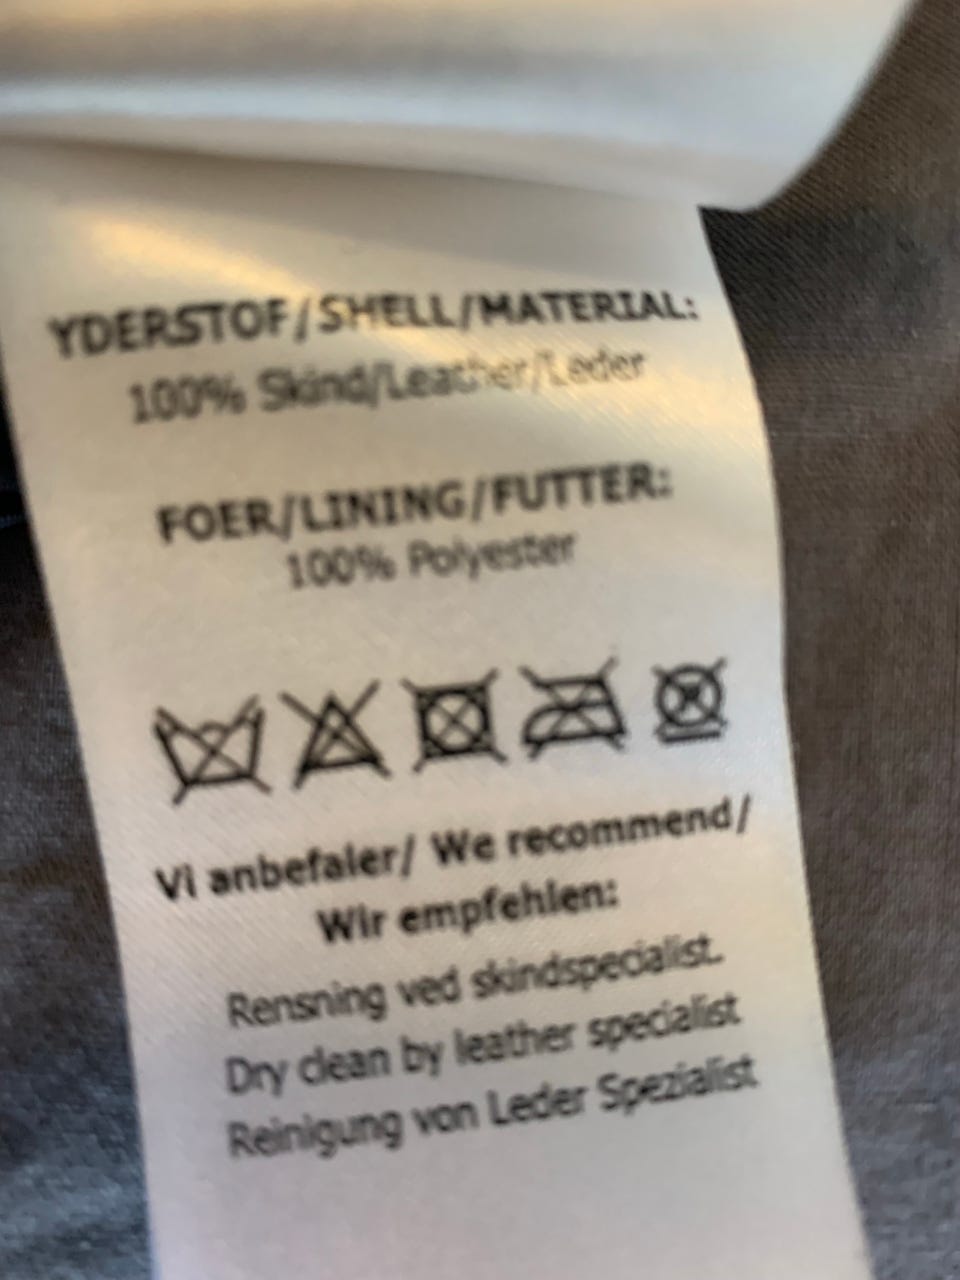 YDERSTOF/SHELL/MATERIAL:
100% Skind/Leather/Leder
FOER/LINING/FUTTER:
100% Polyester
Vi anbefaler/ We recommend/
Wir empfehlen:
Rensning ved skindspecialist.
Dry clean by leather specialist
Reinigung von Leder Spezialist